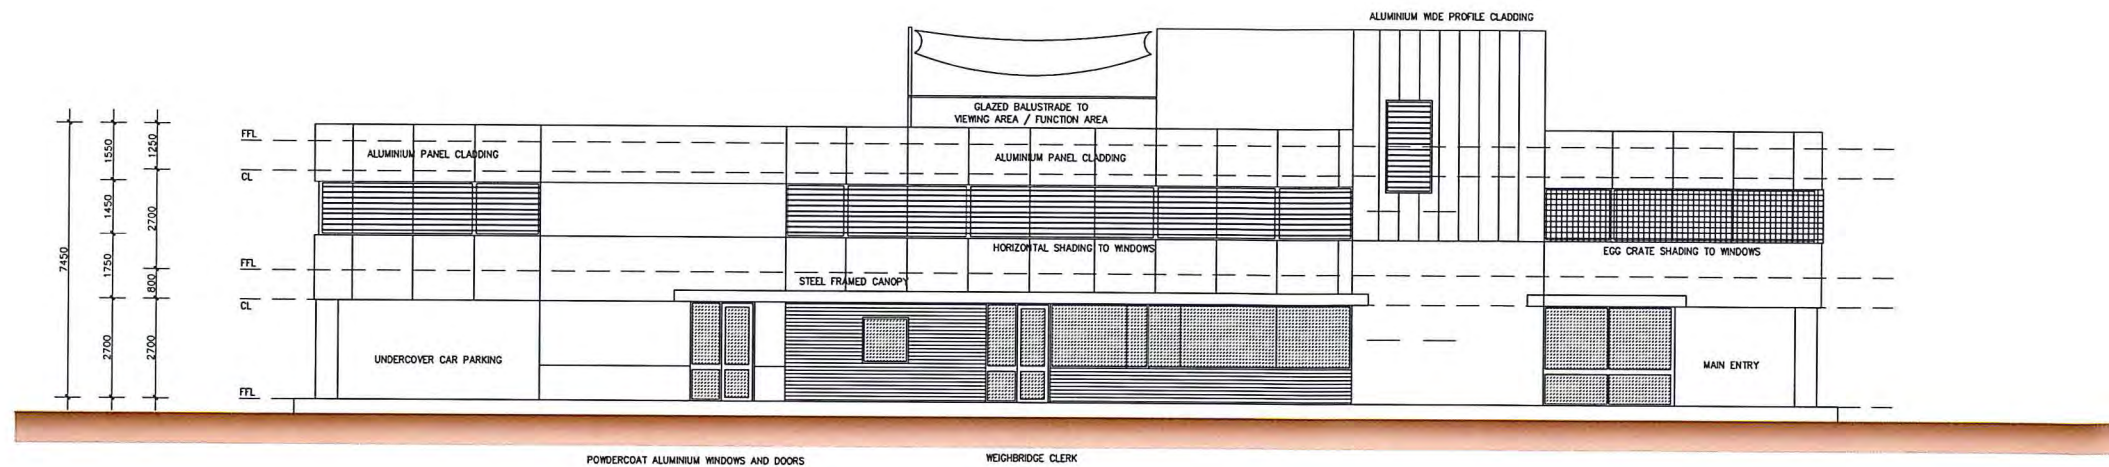 ALUMINIUM WIDE PROFILE CLADDING
GLAZED BALUSTRADE TO
VIEWING AREA / FUNCTION AREA
FFL
1550
1250
ALUMINIUM PANEL CLADDING
ALUMINIUM PANEL CLADDING
CL
1450
2700
HORIZONTAL SHADING TO WINDOWS
EGG CRATE SHADING TO WINDOWS
7450
1750
FFL
800
STEEL FRAMED CANOPY
CL
2700
2700
UNDERCOVER CAR PARKING
MAIN ENTRY
FFL
POWDERCOAT ALUMINIUM WINDOWS AND DOORS
WEIGHBRIDGE CLERK